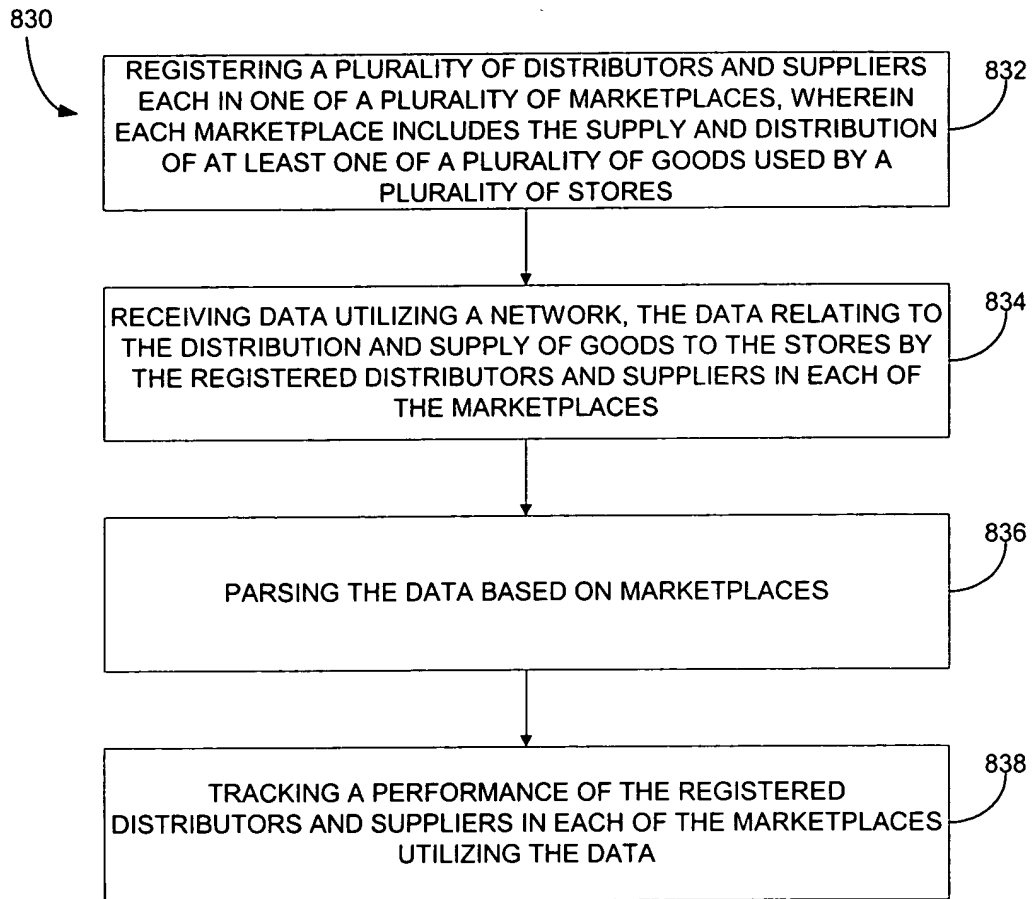 830
REGISTERING A PLURALITY OF DISTRIBUTORS AND SUPPLIERS
EACH IN ONE OF A PLURALITY OF MARKETPLACES, WHEREIN
EACH MARKETPLACE INCLUDES THE SUPPLY AND DISTRIBUTION
OF AT LEAST ONE OF A PLURALITY OF GOODS USED BY A
PLURALITY OF STORES
832
RECEIVING DATA UTILIZING A NETWORK, THE DATA RELATING TO
THE DISTRIBUTION AND SUPPLY OF GOODS TO THE STORES BY
THE REGISTERED DISTRIBUTORS AND SUPPLIERS IN EACH OF
THE MARKETPLACES
834
PARSING THE DATA BASED ON MARKETPLACES
836
TRACKING A PERFORMANCE OF THE REGISTERED
DISTRIBUTORS AND SUPPLIERS IN EACH OF THE MARKETPLACES
UTILIZING THE DATA
838